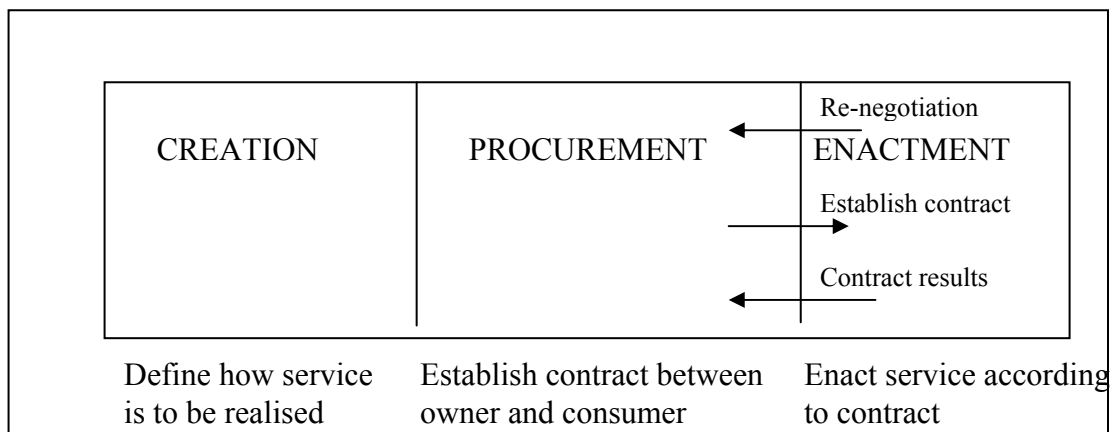 Re-negotiation
CREATION
PROCUREMENT
ENACTMENT
Establish contract
Contract results
Define how service
is to be realised
Establish contract between
owner and consumer
Enact service according
to contract